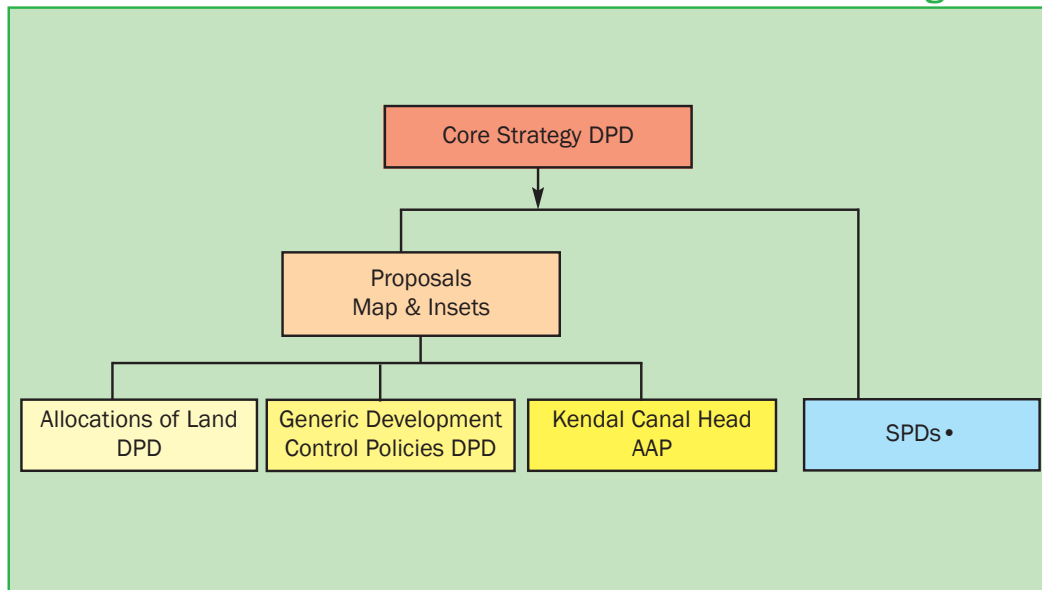 Core Strategy DPD
Proposals
Map & Insets
Allocations of Land
DPD
Generic Development
Control Policies DPD
Kendal Canal Head
AAP
SPDs•